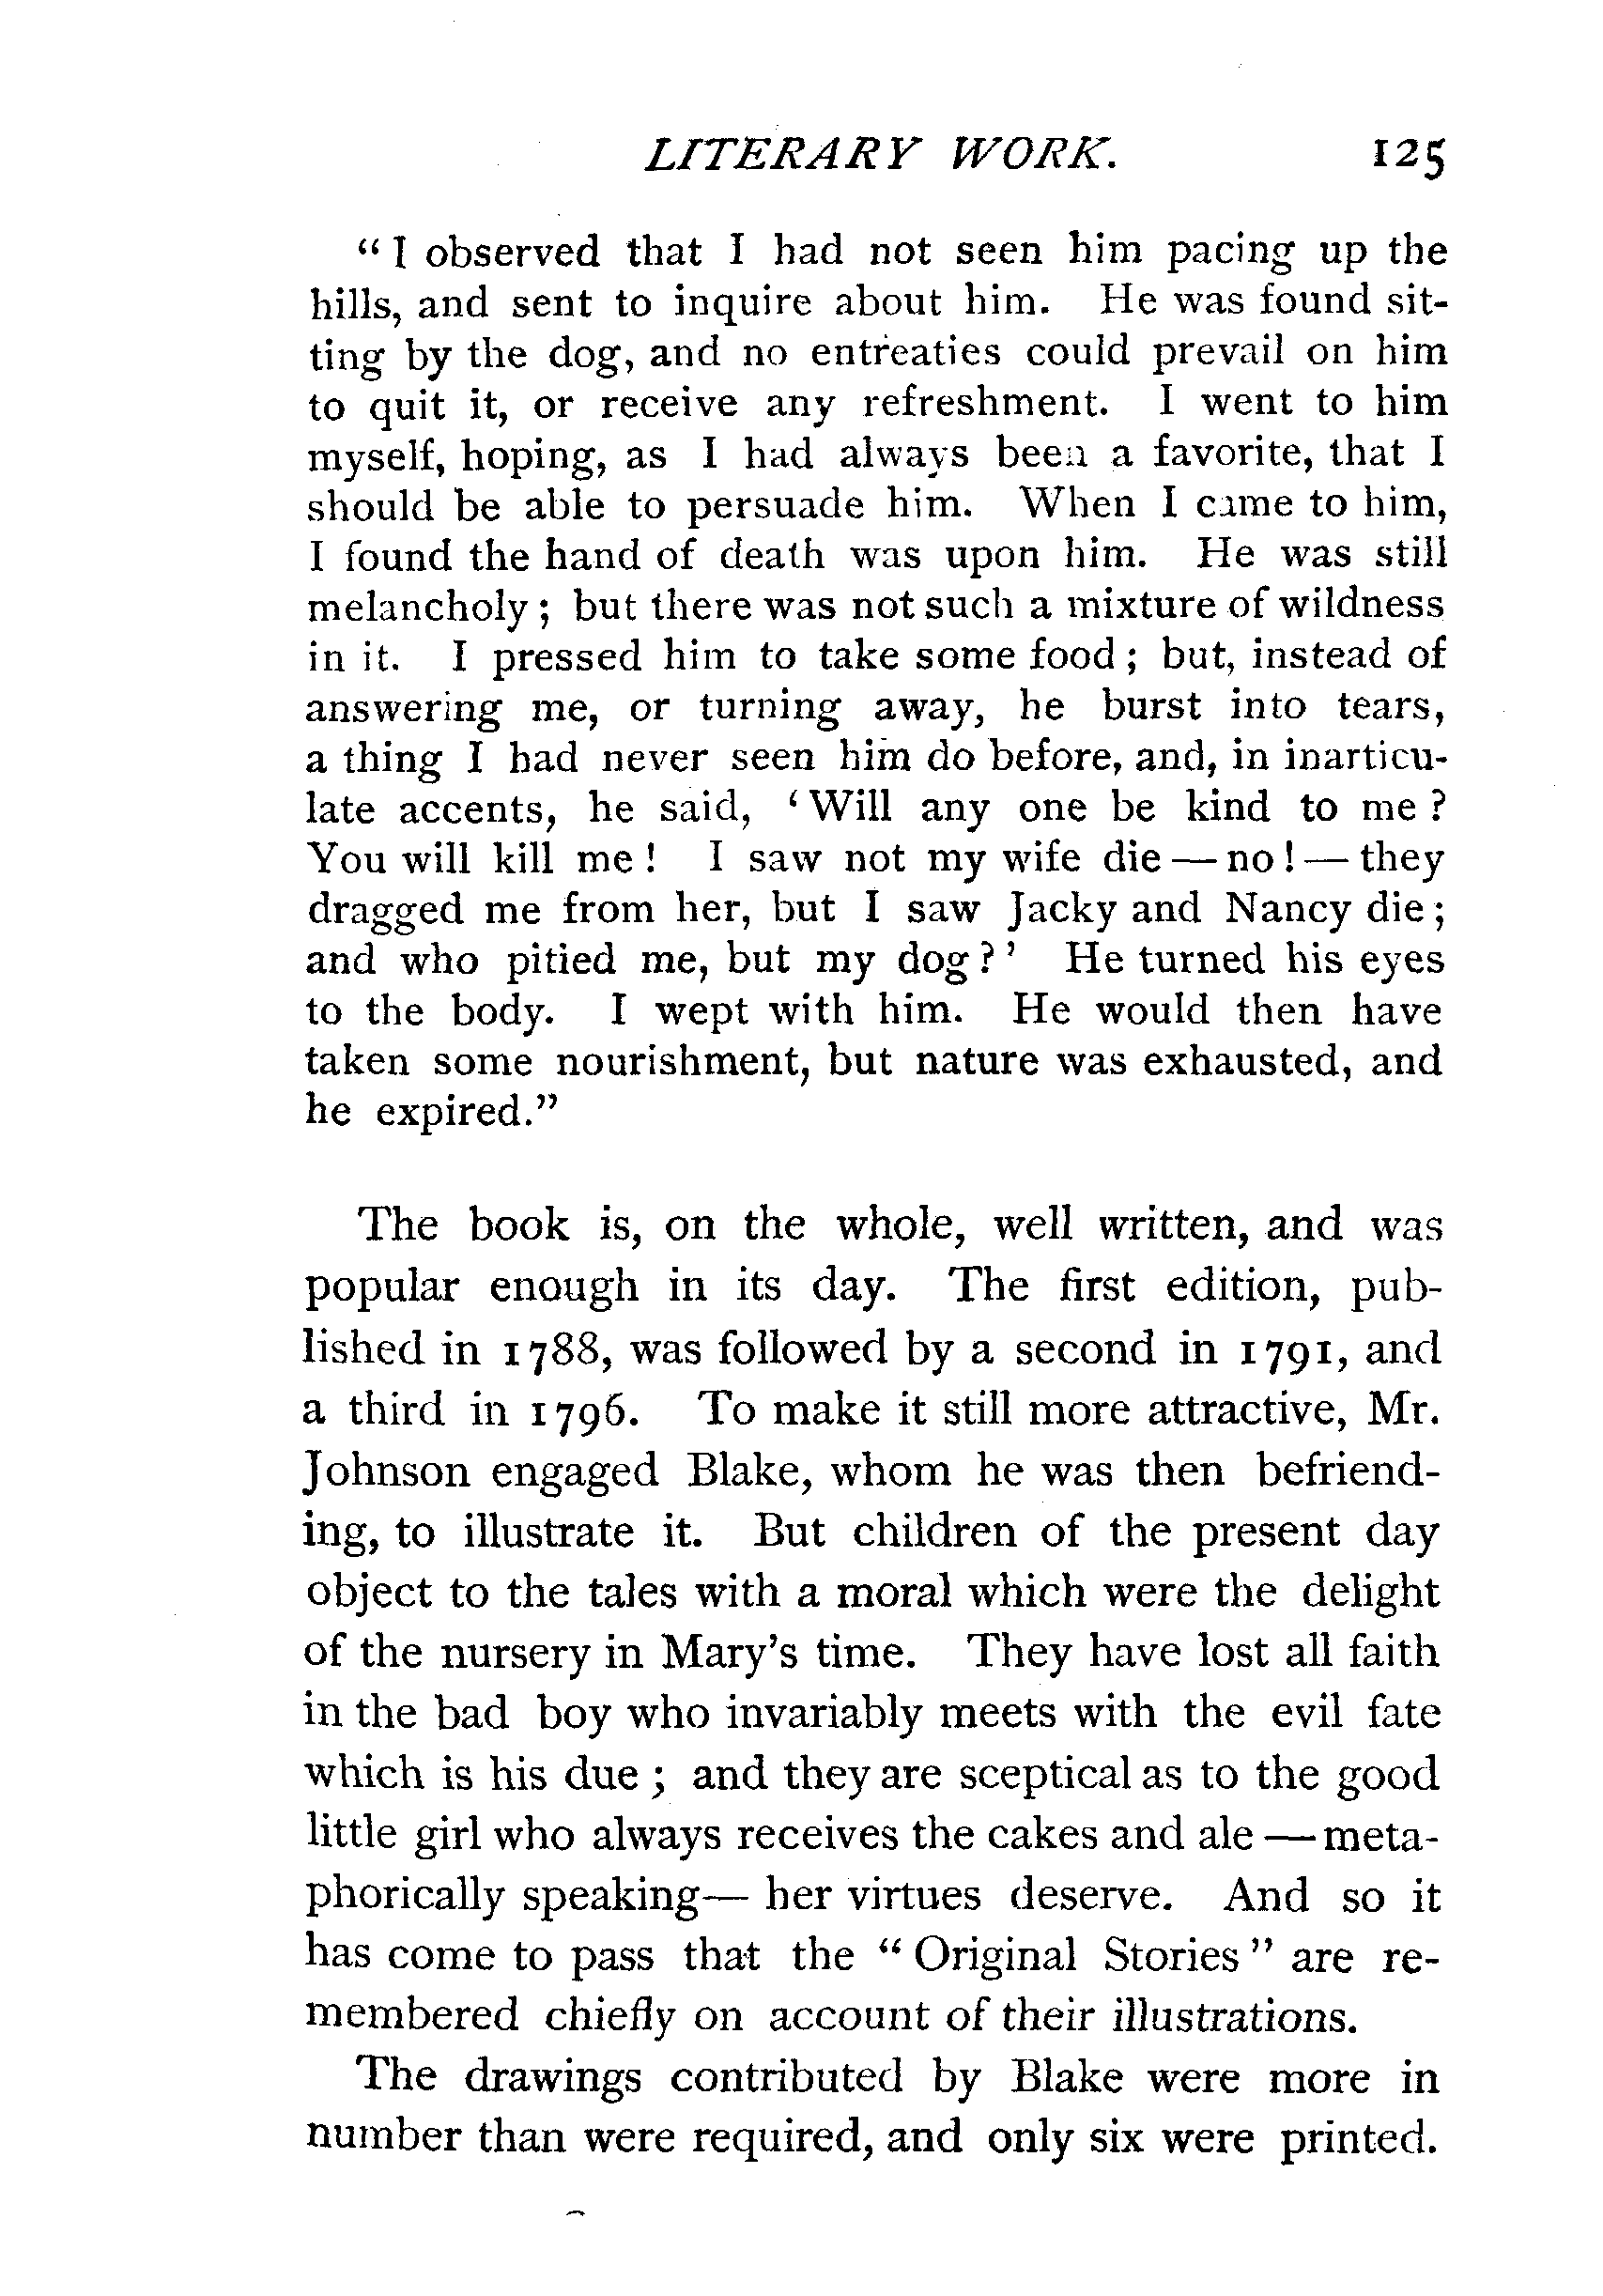 LITERARY WORK. 125
“ I observed that I had not seen him pacing up the
hills, and sent to inquire about him. He was found sit-
ting by the dog, and no entreaties could prevail on him
to quit it, or receive any refreshment. I went to him
myself, hoping, as I had always been a favorite, that I
should be able to persuade him. When I came to him,
I found the hand of death was upon him. He was still
melancholy ; but there was not such a mixture of wildness
in it. I pressed him to take some food ; but, instead of
answering me, or turning away, he burst into tears,
a thing I had never seen him do before, and, in inarticu-
late accents, he said, ‘ Will any one be kind to me ?
You will kill me ! I saw not my wife die — no ! — they
dragged me from her, but I saw Jacky and Nancy die ;
and who pitied me, but my dog ? ’ He turned his eyes
to the body. I wept with him. He would then have
taken some nourishment, but nature was exhausted, and
he expired.”
The book is, on the whole, well written, and was
popular enough in its day. The first edition, pub-
lished in 1788, was followed by a second in 1791, and
a third in 1796. To make it still more attractive, Mr.
Johnson engaged Blake, whom he was then befriend-
ing, to illustrate it. But children of the present day
object to the tales with a moral which were the delight
of the nursery in Mary’s time. They have lost all faith
in the bad boy who invariably meets with the evil fate
which is his due ; and they are sceptical as to the good
little girl who always receives the cakes and ale — meta-
phorically speaking — her virtues deserve. And so it
has come to pass that the “ Original Stories ” are re-
membered chiefly on account of their illustrations.
The drawings contributed by Blake were more in
number than were required, and only six were printed.